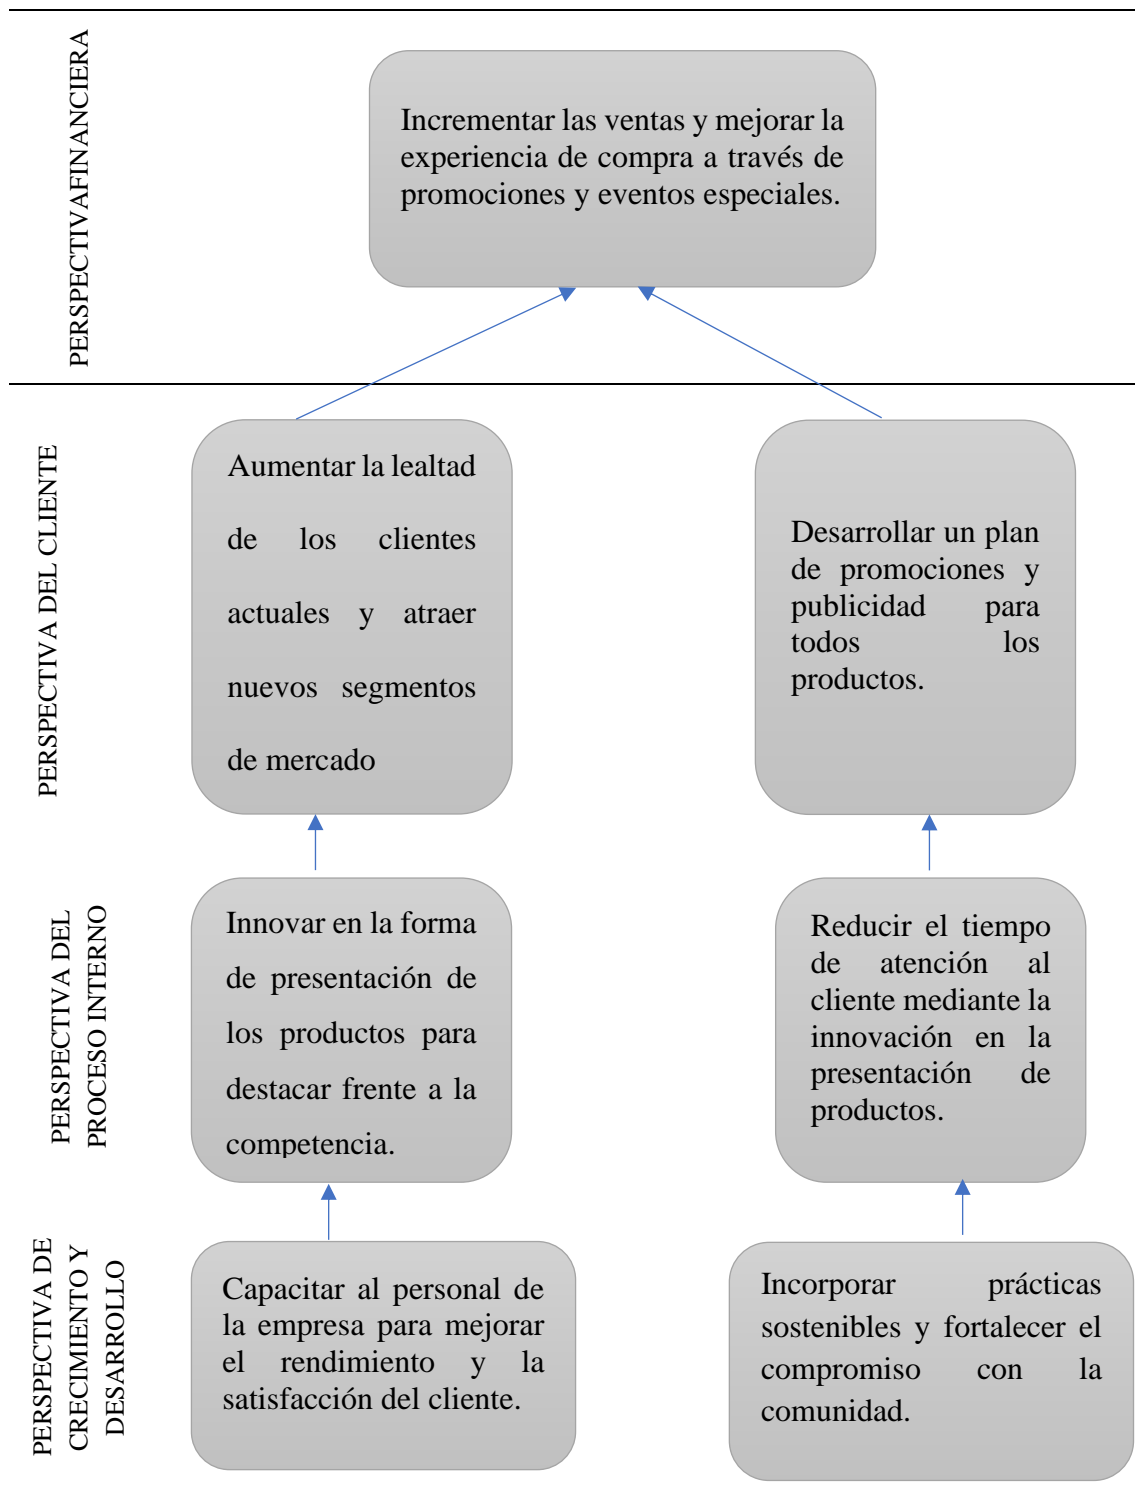 PERSPECTIVAFINANCIERA
Incrementar las ventas y mejorar la
experiencia de compra a través de
promociones y eventos especiales.
PERSPECTIVA DEL CLIENTE
Aumentar la lealtad
de los clientes
actuales y atraer
nuevos segmentos
de mercado
Desarrollar un plan
de promociones y
publicidad para
todos los
productos.
PERSPECTIVA DEL
PROCESO INTERNO
Innovar en la forma
de presentación de
los productos para
destacar frente a la
competencia.
Reducir el tiempo
de atención al
cliente mediante la
innovación en la
presentación de
productos.
PERSPECTIVA DE
CRECIMIENTO Y
DESARROLLO
Capacitar al personal de
la empresa para mejorar
el rendimiento y la
satisfacción del cliente.
Incorporar prácticas
sostenibles y fortalecer el
compromiso con la
comunidad.